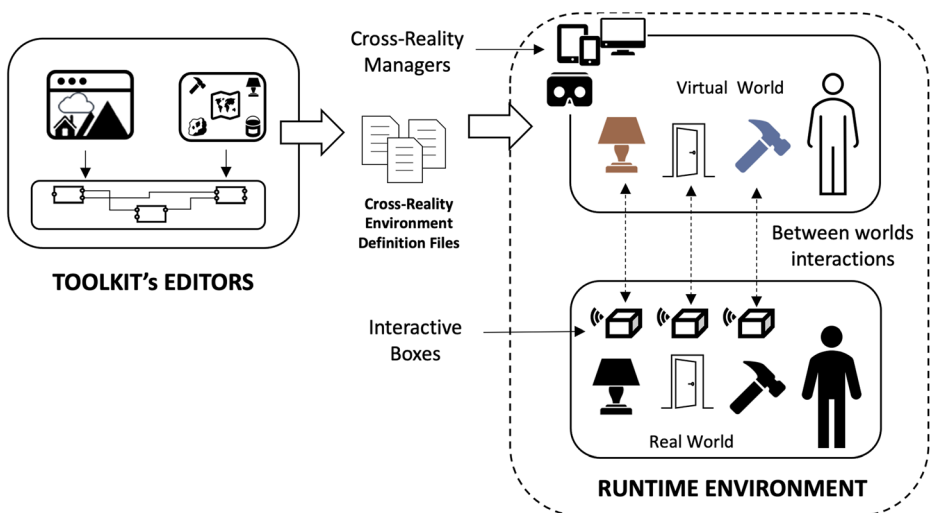 Cross-Reality
Managers
Virtual World
Cross-Reality
Environment
Definition Files
Between worlds
interactions
TOOLKIT's EDITORS
Interactive
Boxes
Real World
RUNTIME ENVIRONMENT